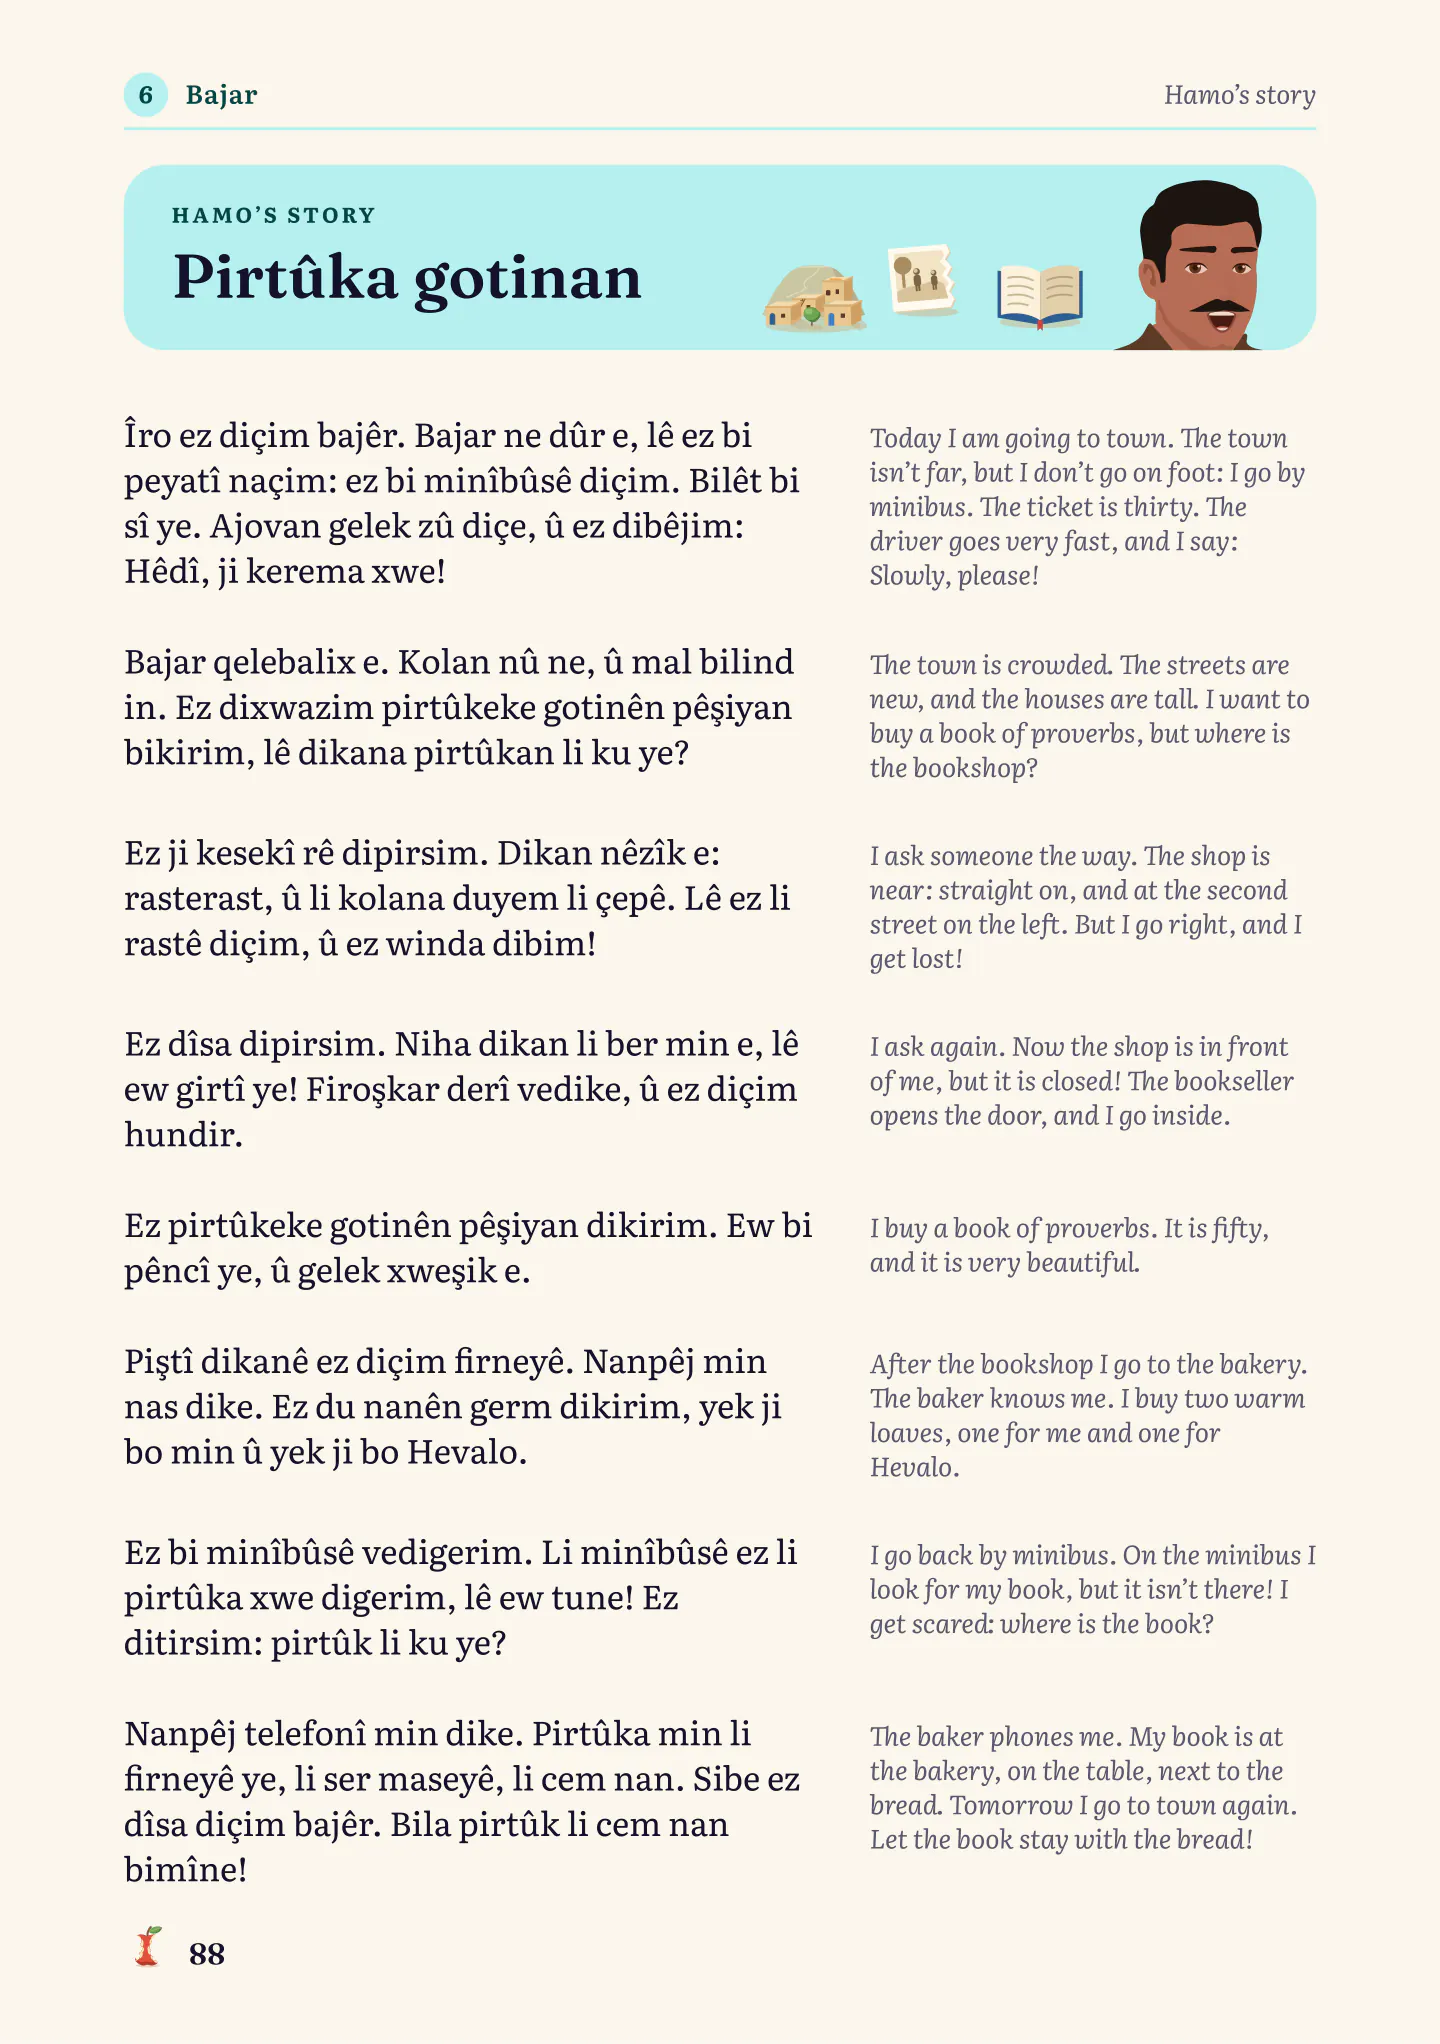 6 Bajar
Hamo’s story
HAMO’S STORY
Pirtûka gotinan
Îro ez diçim bajêr. Bajar ne dûr e, lê ez bi
peyatî naçim: ez bi minîbûsê diçim. Bilêt bi
sî ye. Ajovan gelek zû diçe, û ez dibêjim:
Hêdî, ji kerema xwe!
Today I am going to town. The town
isn’t far, but I don’t go on foot: I go by
minibus. The ticket is thirty. The
driver goes very fast, and I say:
Slowly, please!
Bajar qelebalix e. Kolan nû ne, û mal bilind
in. Ez dixwazim pirtûkeke gotinên pêşiyan
bikirim, lê dikana pirtûkan li ku ye?
The town is crowded. The streets are
new, and the houses are tall. I want to
buy a book of proverbs, but where is
the bookshop?
Ez ji kesekî rê dipirsim. Dikan nêzîk e:
rasterast, û li kolana duyem li çepê. Lê ez li
rastê diçim, û ez winda dibim!
I ask someone the way. The shop is
near: straight on, and at the second
street on the left. But I go right, and I
get lost!
Ez dîsa dipirsim. Niha dikan li ber min e, lê
ew girtî ye! Firoşkar derî vedike, û ez diçim
hundir.
I ask again. Now the shop is in front
of me, but it is closed! The bookseller
opens the door, and I go inside.
Ez pirtûkeke gotinên pêşiyan dikirim. Ew bi
pêncî ye, û gelek xweşik e.
I buy a book of proverbs. It is fifty,
and it is very beautiful.
Piştî dikanê ez diçim firneyê. Nanpêj min
nas dike. Ez du nanên germ dikirim, yek ji
bo min û yek ji bo Hevalo.
After the bookshop I go to the bakery.
The baker knows me. I buy two warm
loaves, one for me and one for
Hevalo.
Ez bi minîbûsê vedigerim. Li minîbûsê ez li
pirtûka xwe digerim, lê ew tune! Ez
ditirsim: pirtûk li ku ye?
I go back by minibus. On the minibus I
look for my book, but it isn’t there! I
get scared: where is the book?
Nanpêj telefonî min dike. Pirtûka min li
firneyê ye, li ser maseyê, li cem nan. Sibe ez
dîsa diçim bajêr. Bila pirtûk li cem nan
bimîne!
The baker phones me. My book is at
the bakery, on the table, next to the
bread. Tomorrow I go to town again.
Let the book stay with the bread!
88